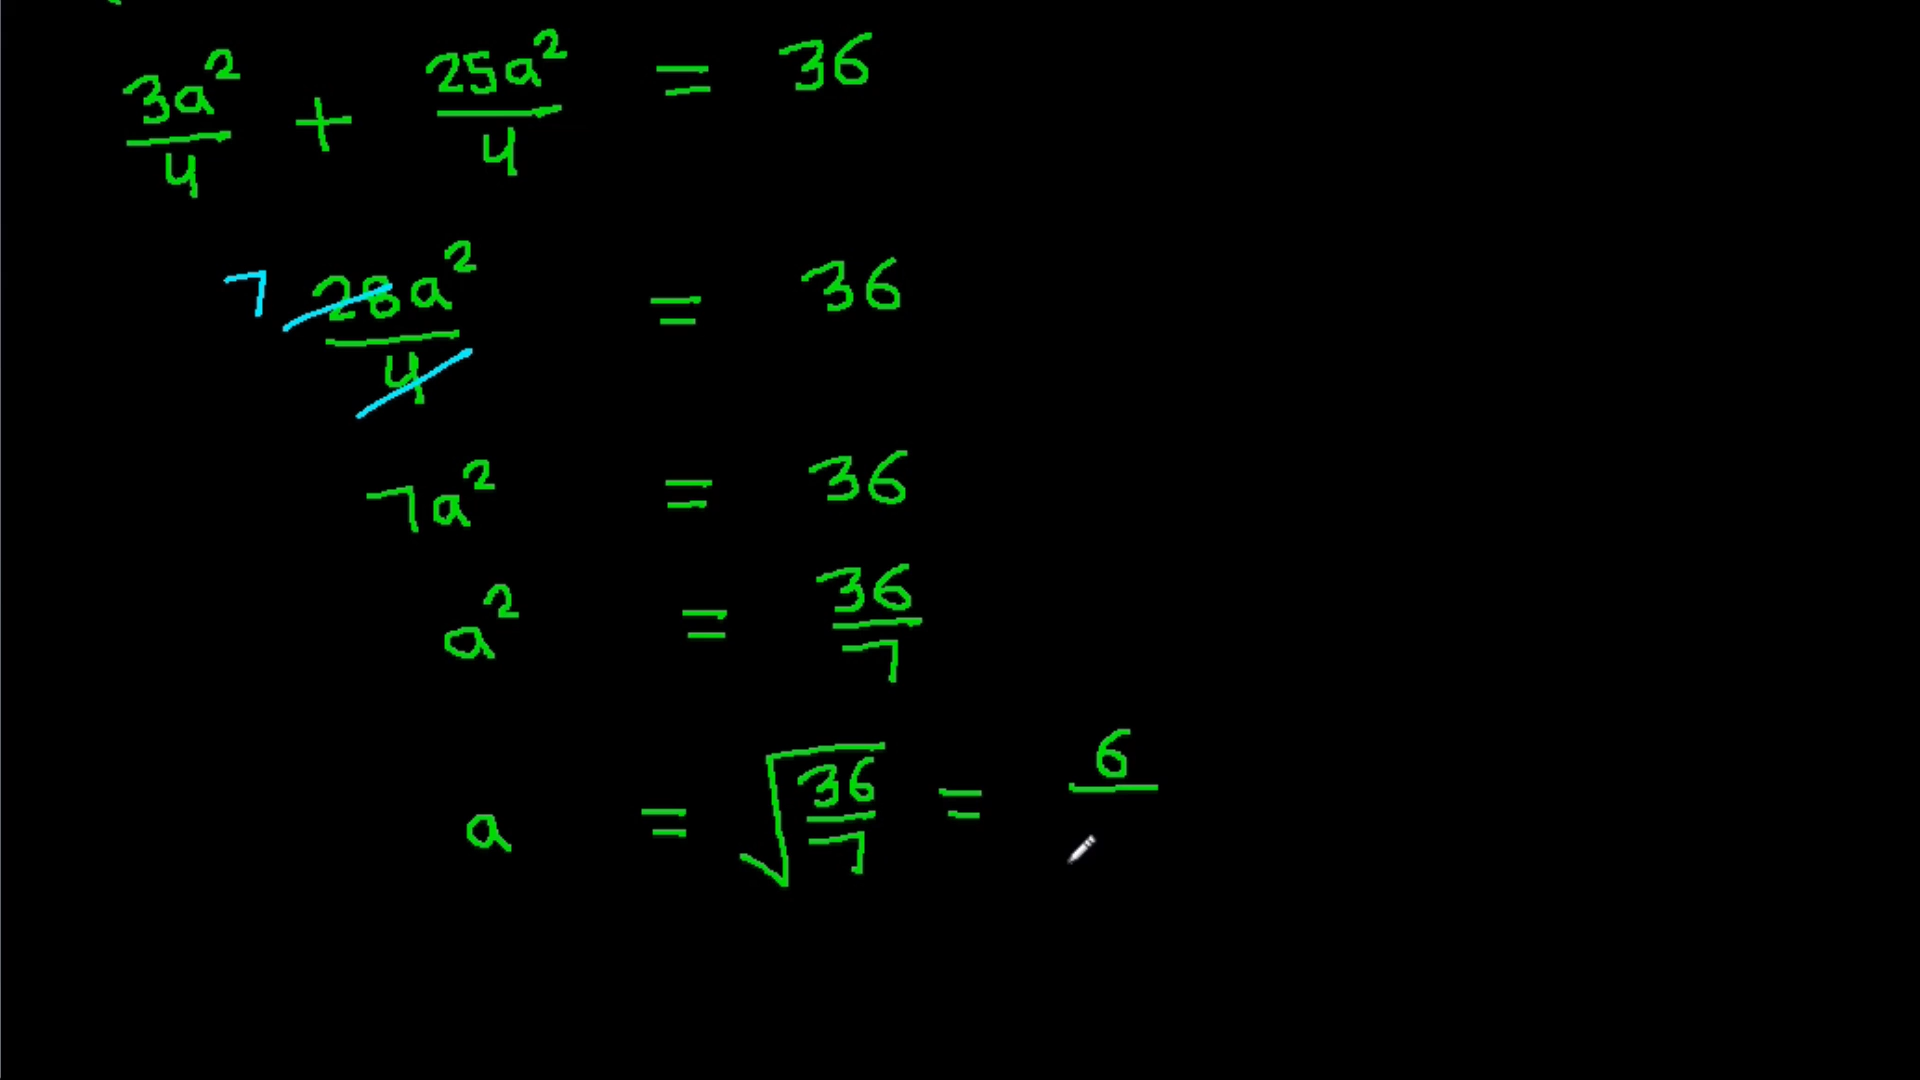 3a²/4 + 25a²/4 = 36
7 28a²/4 = 36
7a² = 36
a² = 36/7
a = √(36/7) = 6/